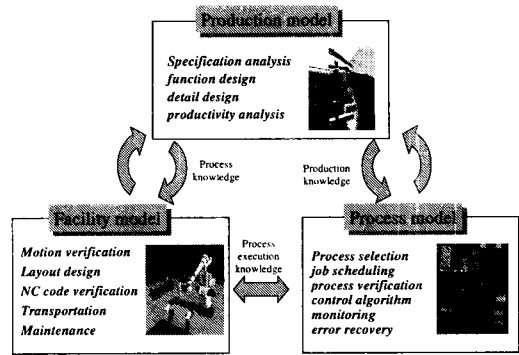 Production model
Specification analysis
function design
detail design
productivity analysis
Process
knowledge
Production
knowledge
Facility model
Motion verification
Layout design
NC code verification
Transportation
Maintenance
Process
execution
knowledge
Process model
Process selection
job scheduling
process verification
control algorithm
monitoring
error recovery